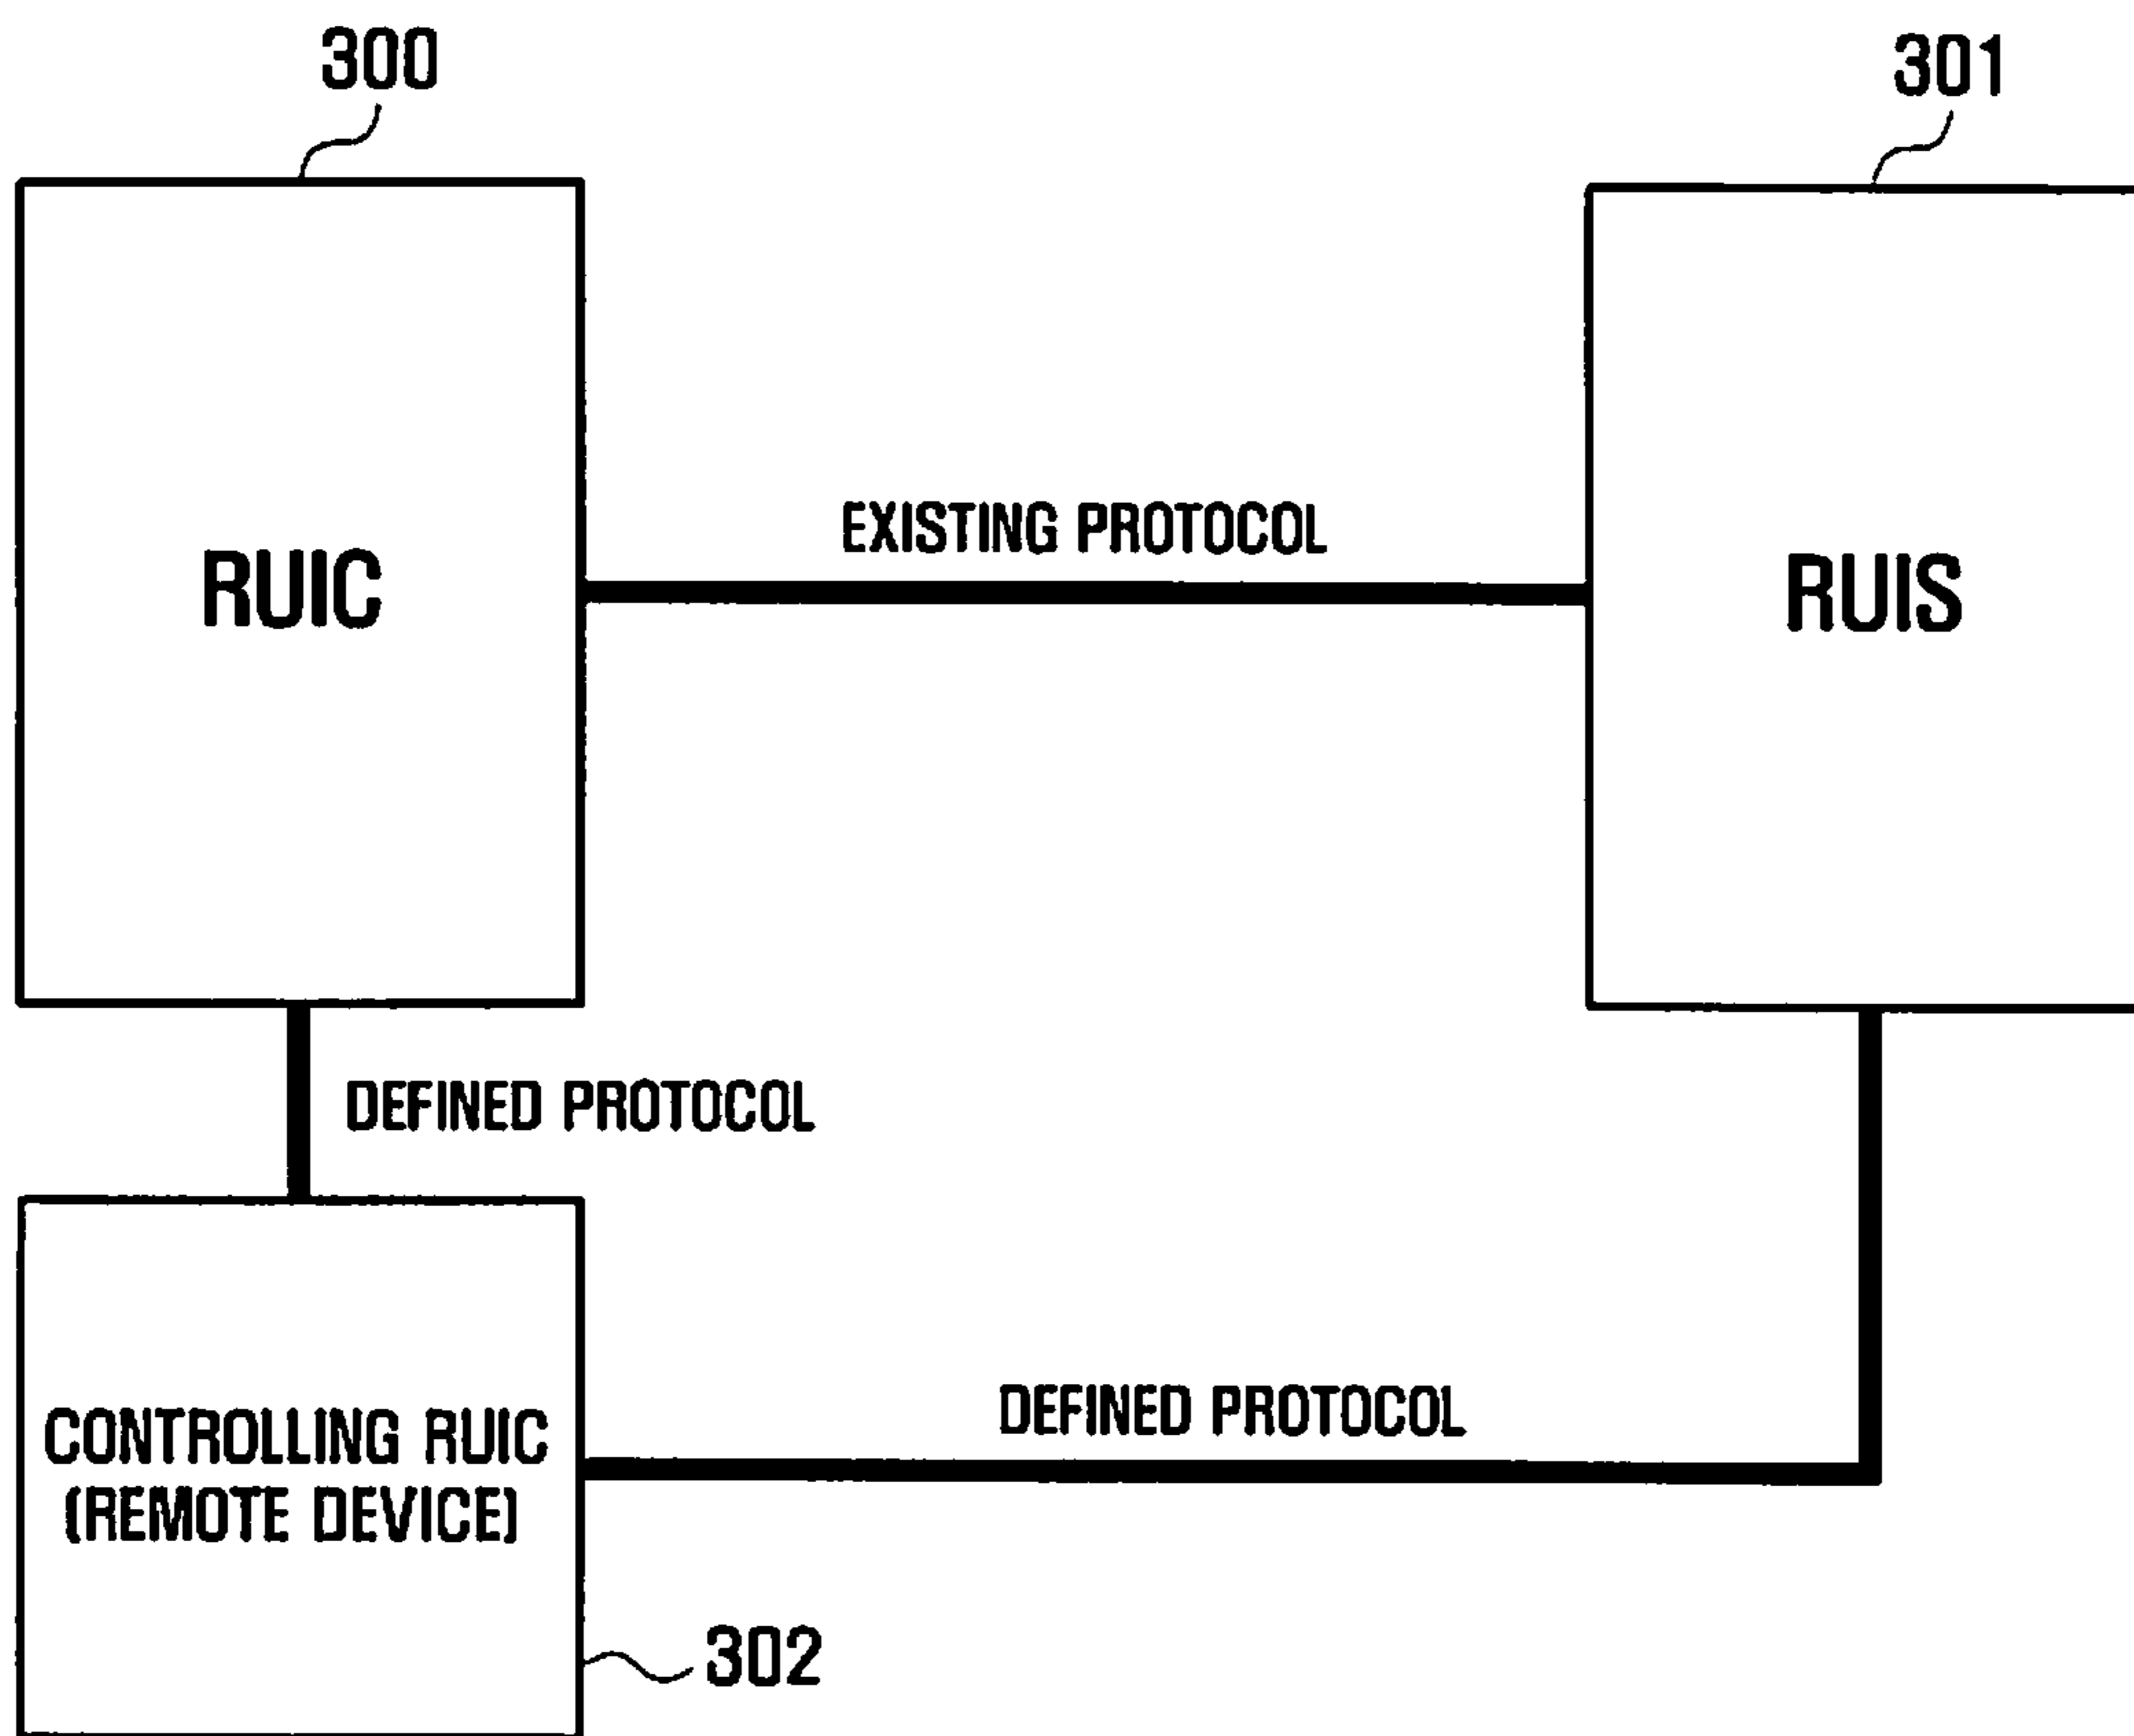 300
301
RUIC
EXISTING PROTOCOL
RUIS
DEFINED PROTOCOL
CONTROLLING RUIC
(REMOTE DEVICE)
DEFINED PROTOCOL
302